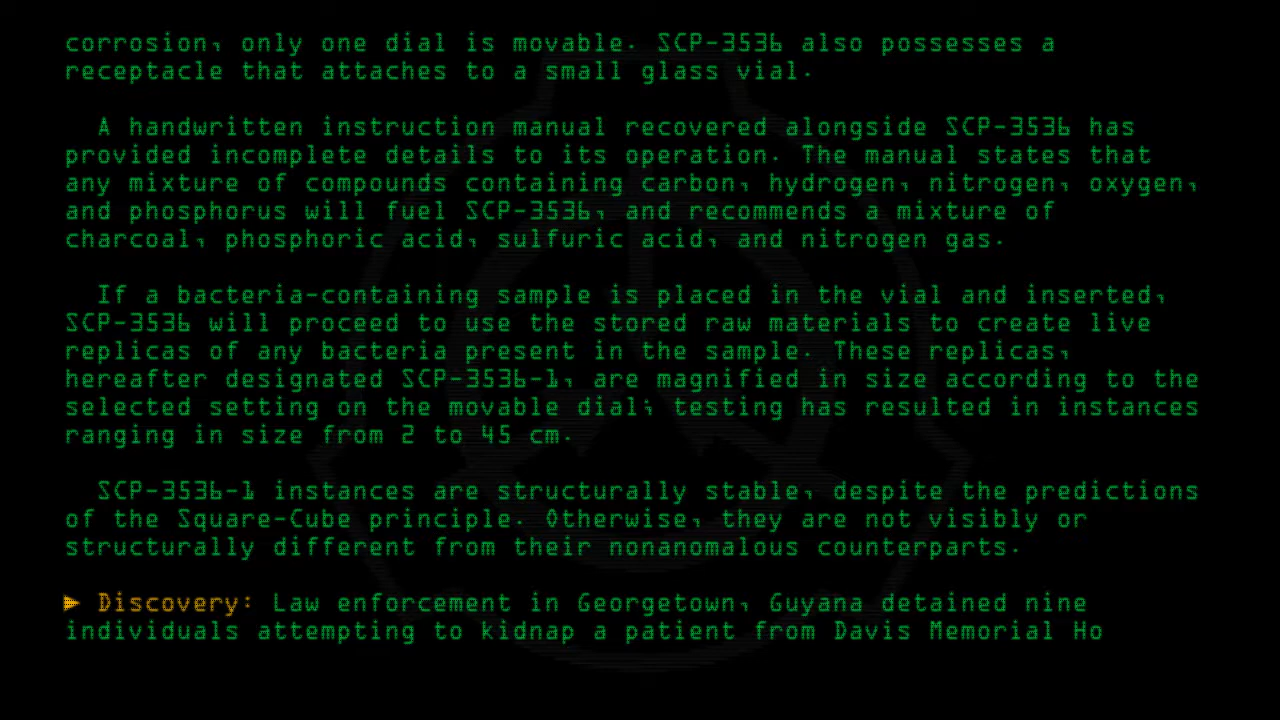 corrosion, only one dial is movable. SCP-3536 also possesses a
receptacle that attaches to a small glass vial.
A handwritten instruction manual recovered alongside SCP-3536 has
provided incomplete details to its operation. The manual states that
any mixture of compounds containing carbon, hydrogen, nitrogen, oxygen,
and phosphorus will fuel SCP-3536, and recommends a mixture of
charcoal, phosphoric acid, sulfuric acid, and nitrogen gas.
If a bacteria-containing sample is placed in the vial and inserted,
SCP-3536 will proceed to use the stored raw materials to create live
replicas of any bacteria present in the sample. These replicas,
hereafter designated SCP-3536-1, are magnified in size according to the
selected setting on the movable dial; testing has resulted in instances
ranging in size from 2 to 45 cm.
SCP-3536-1 instances are structurally stable, despite the predictions
of the Square-Cube principle. Otherwise, they are not visibly or
structurally different from their nonanomalous counterparts.
► Discovery: Law enforcement in Georgetown, Guyana detained nine
individuals attempting to kidnap a patient from Davis Memorial Ho